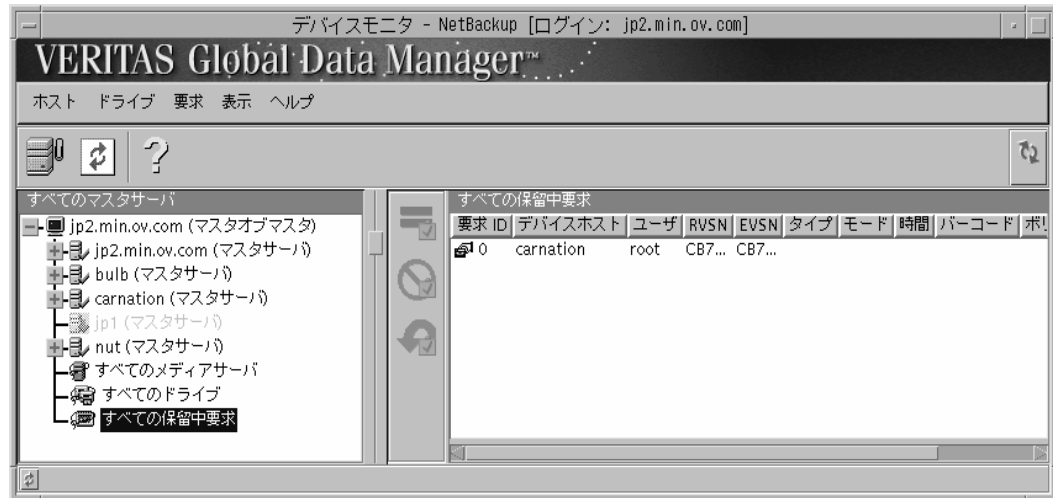 デバイスモニタ - NetBackup [ログイン: jp2.min.ov.com]
VERITAS Global Data Manager™
ホスト ドライブ 要求 表示 ヘルプ
すべてのマスタサーバ
jp2.min.ov.com (マスタオブマスタ)
jp2.min.ov.com (マスタサーバ)
bulb (マスタサーバ)
carnation (マスタサーバ)
jp1 (マスタサーバ)
nut (マスタサーバ)
すべてのメディアサーバ
すべてのドライブ
すべての保留中要求
すべての保留中要求
要求 ID デバイスホスト ユーザ RVSN EVSN タイプ モード 時間 バーコード ボリ
0 carnation root CB7... CB7...